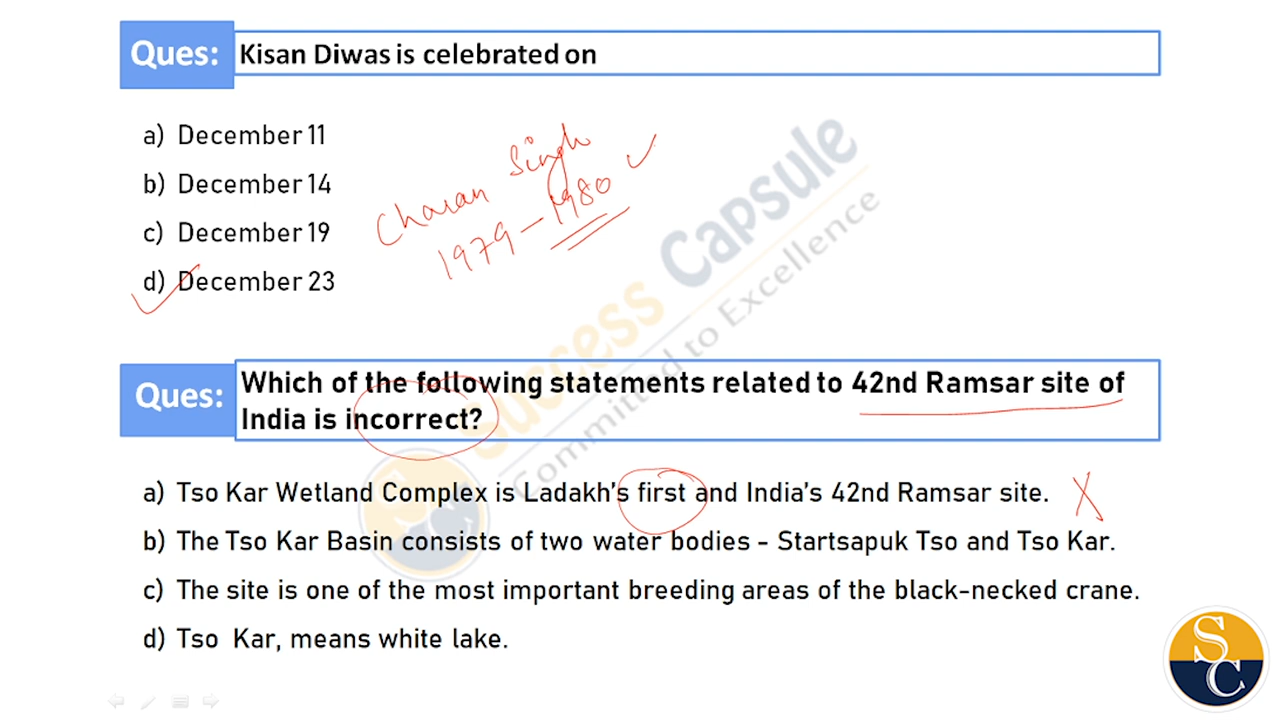 Ques: Kisan Diwas is celebrated on
a) December 11
b) December 14
c) December 19
d) December 23
Charan Singh
1979-1980
Success Capsule
Committed to Excellence
Ques: Which of the following statements related to 42nd Ramsar site of
India is incorrect?
a) Tso Kar Wetland Complex is Ladakh's first and India's 42nd Ramsar site.
b) The Tso Kar Basin consists of two water bodies - Startsapuk Tso and Tso Kar.
c) The site is one of the most important breeding areas of the black-necked crane.
d) Tso Kar, means white lake.
SC